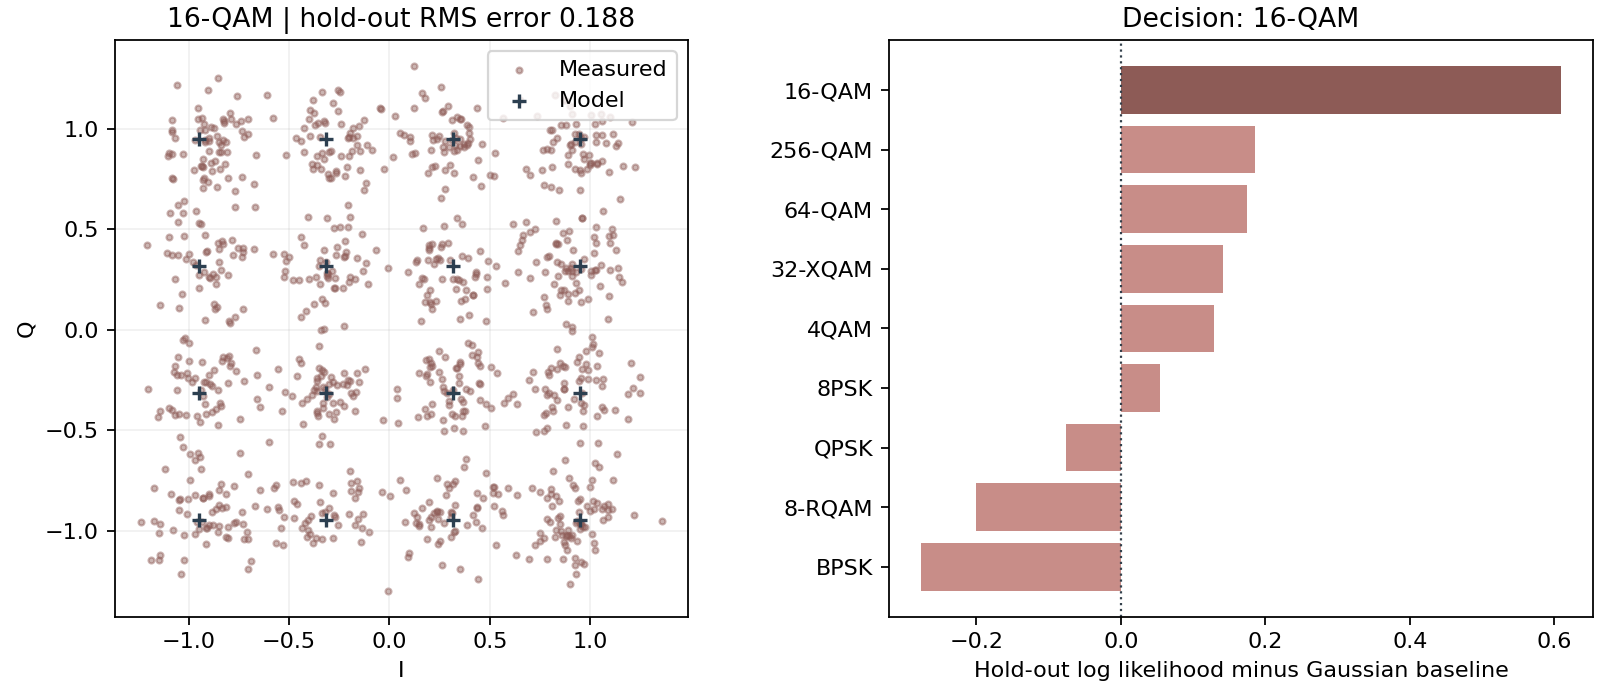 16-QAM | hold-out RMS error 0.188
Measured
Model
1.0
0.5
0.0
−0.5
−1.0
Q
−1.0
−0.5
0.0
0.5
1.0
I
Decision: 16-QAM
16-QAM
256-QAM
64-QAM
32-XQAM
4QAM
8PSK
QPSK
8-RQAM
BPSK
−0.2
0.0
0.2
0.4
0.6
Hold-out log likelihood minus Gaussian baseline